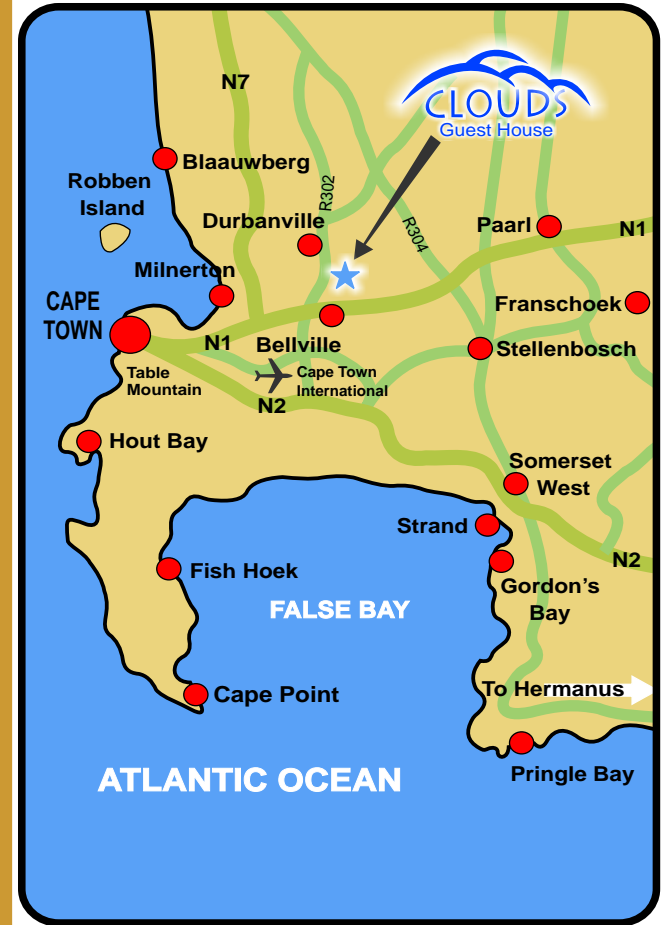 N7
CLOUDS
Guest House
Blaauwberg
Robben
Island
R302
Durbanville
R304
Paarl
N1
Milnerton
CAPE
TOWN
Franschoek
N1
Bellville
Stellenbosch
Table
Mountain
Cape Town
International
N2
Hout Bay
Somerset
West
Strand
N2
Fish Hoek
Gordon's
Bay
FALSE BAY
To Hermanus
Cape Point
ATLANTIC OCEAN
Pringle Bay